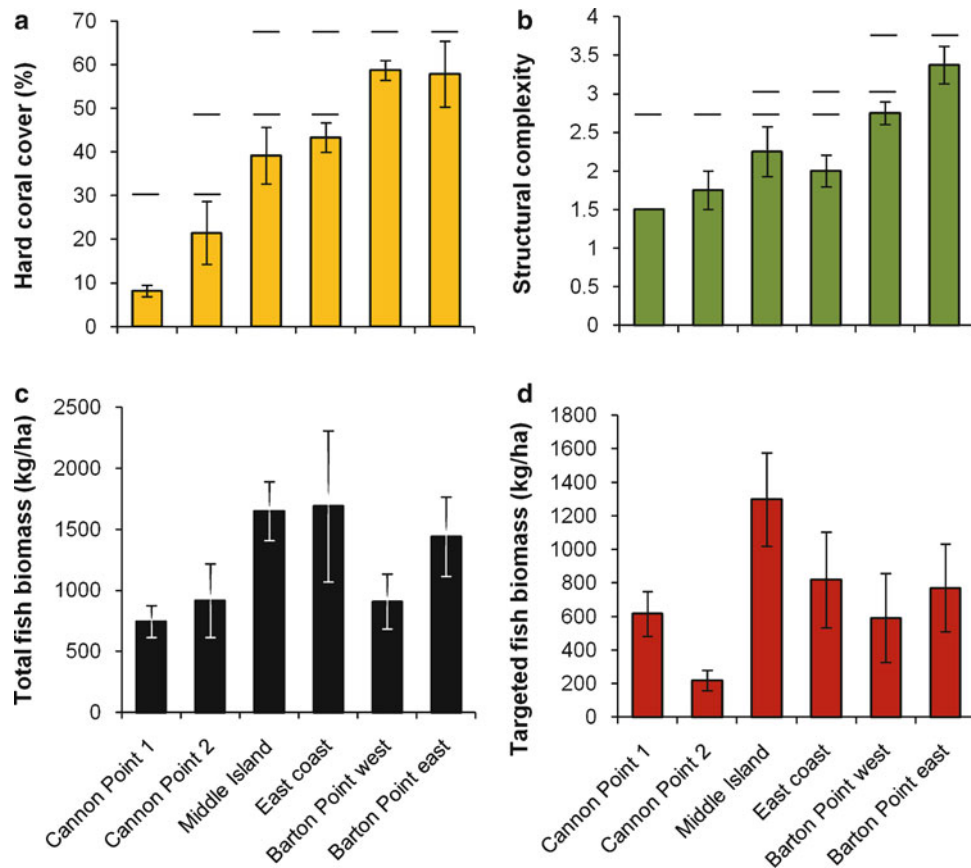 a
Hard coral cover (%)
70
60
50
40
30
20
10
0
b
Structural complexity
4
3.5
3
2.5
2
1.5
1
0.5
0
c
Total fish biomass (kg/ha)
2500
2000
1500
1000
500
0
Cannon Point 1
Cannon Point 2
Middle Island
East coast
Barton Point west
Barton Point east
d
Targeted fish biomass (kg/ha)
1800
1600
1400
1200
1000
800
600
400
200
0
Cannon Point 1
Cannon Point 2
Middle Island
East coast
Barton Point west
Barton Point east